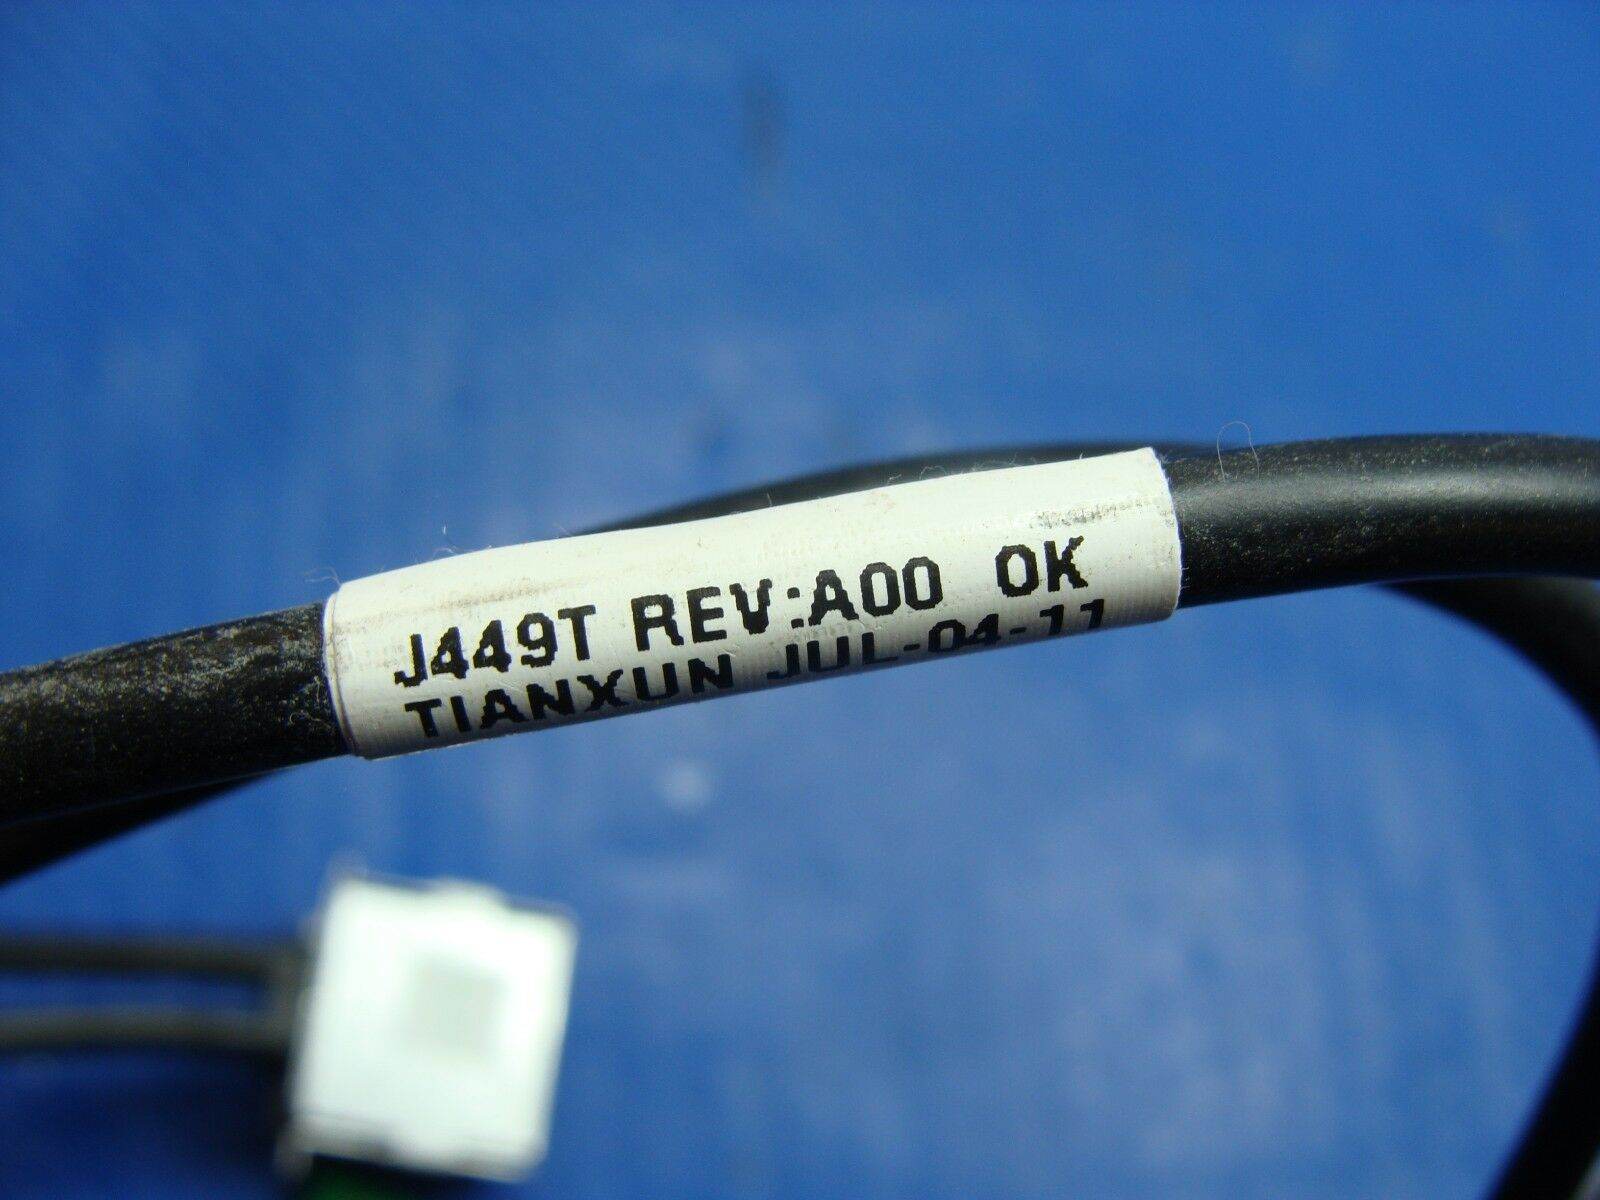 J449T REV:A00 OK
TIANXUN JUL-04-11